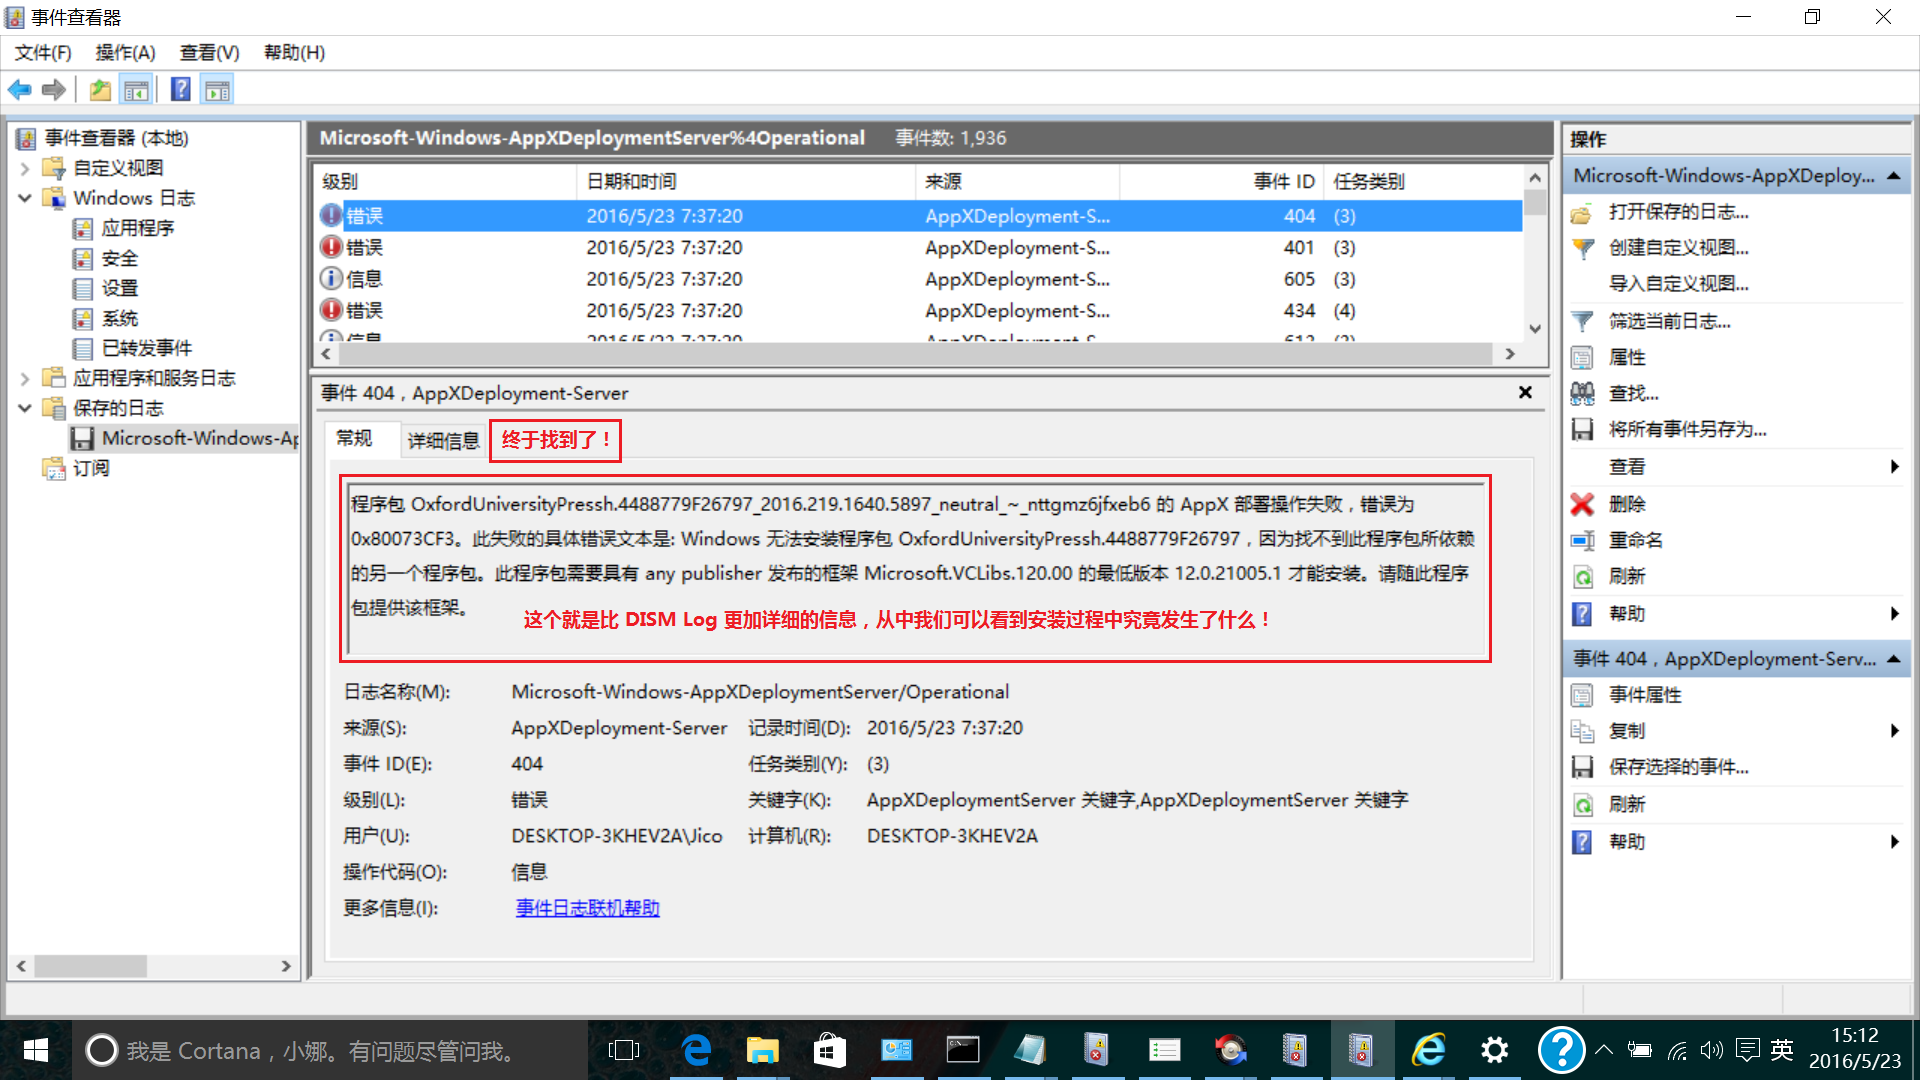 事件查看器
文件(F) 操作(A) 查看(V) 帮助(H)
事件查看器 (本地)
自定义视图
Windows 日志
应用程序
安全
设置
系统
已转发事件
应用程序和服务日志
保存的日志
Microsoft-Windows-Ap
订阅
Microsoft-Windows-AppXDeploymentServer%4Operational 事件数: 1,936
级别 日期和时间 来源 事件 ID 任务类别
错误 2016/5/23 7:37:20 AppXDeployment-S... 404 (3)
错误 2016/5/23 7:37:20 AppXDeployment-S... 401 (3)
信息 2016/5/23 7:37:20 AppXDeployment-S... 605 (3)
错误 2016/5/23 7:37:20 AppXDeployment-S... 434 (4)
信息 2016/5/23 7:37:20 AppXDeployment-S...
事件 404，AppXDeployment-Server
常规 详细信息 终于找到了！
程序包 OxfordUniversityPressh.4488779F26797_2016.219.1640.5897_neutral_~_nttgmz6jfxeb6 的 AppX 部署操作失败，错误为
0x80073CF3。此失败的具体错误文本是: Windows 无法安装程序包 OxfordUniversityPressh.4488779F26797，因为找不到此程序包所依赖
的另一个程序包。此程序包需要具有 any publisher 发布的框架 Microsoft.VCLibs.120.00 的最低版本 12.0.21005.1 才能安装。请随此程序
包提供该框架。
这个就是比 DISM Log 更加详细的信息，从中我们可以看到安装过程中究竟发生了什么！
日志名称(M): Microsoft-Windows-AppXDeploymentServer/Operational
来源(S): AppXDeployment-Server 记录时间(D): 2016/5/23 7:37:20
事件 ID(E): 404 任务类别(Y): (3)
级别(L): 错误 关键字(K): AppXDeploymentServer 关键字,AppXDeploymentServer 关键字
用户(U): DESKTOP-3KHEV2A\Jico 计算机(R): DESKTOP-3KHEV2A
操作代码(O): 信息
更多信息(I): 事件日志联机帮助
操作
Microsoft-Windows-AppXDeploy...
打开保存的日志...
创建自定义视图...
导入自定义视图...
筛选当前日志...
属性
查找...
将所有事件另存为...
查看
删除
重命名
刷新
帮助
事件 404，AppXDeployment-Serv...
事件属性
复制
保存选择的事件...
刷新
帮助
我是 Cortana，小娜。有问题尽管问我。
英
15:12
2016/5/23